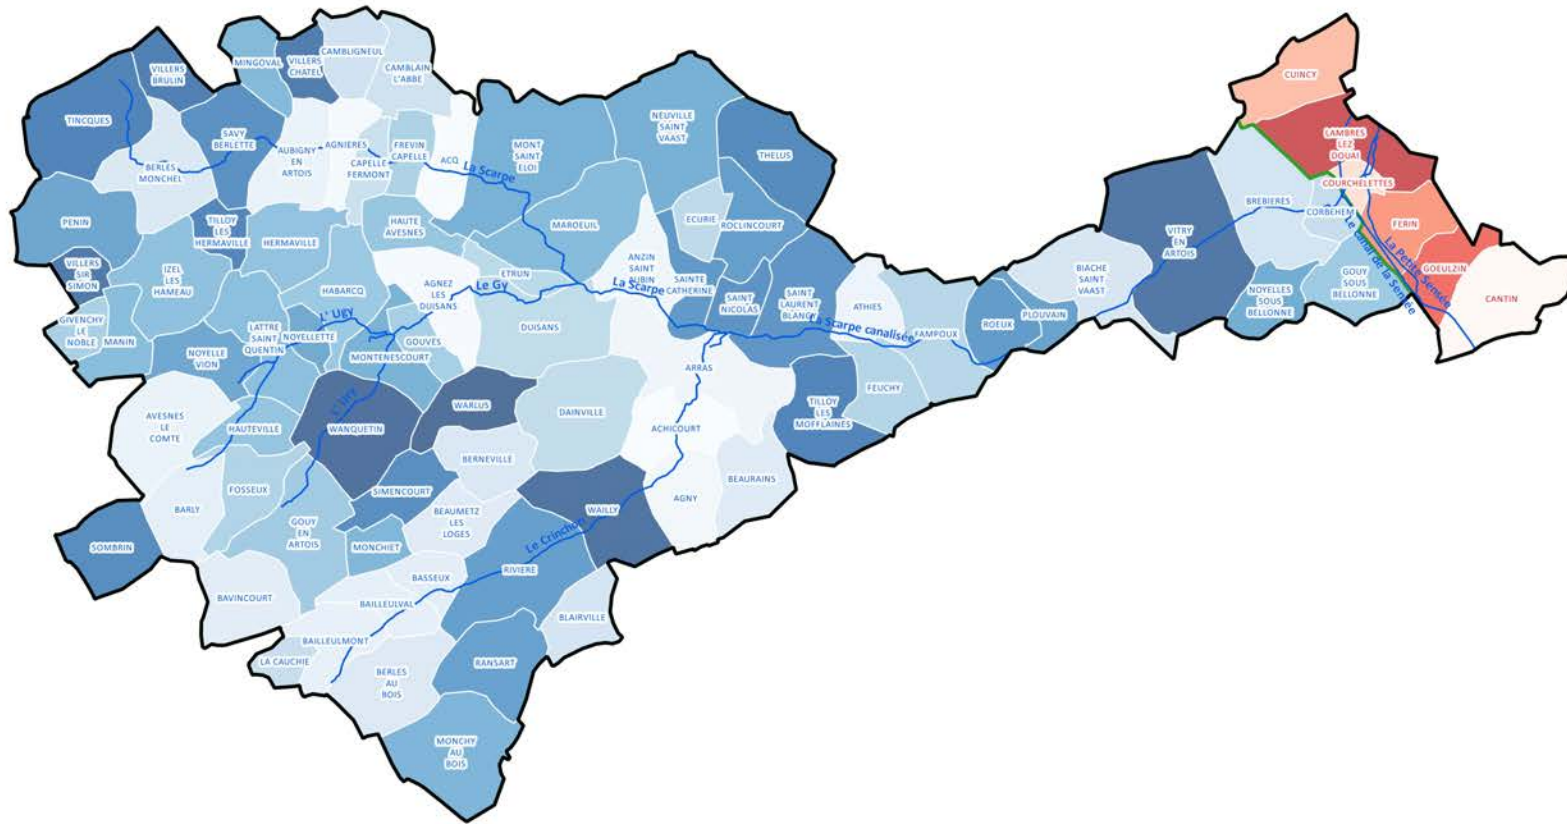 CUINCY
VILLERS
BRULIN
MINGOVAL
VILLERS
CHATEL
CAMBLIGNEUL
CAMBLAIN
L'ABBE
TINCQUES
SAVY
BERLETTE
BERLES
MONCHEL
AUBIGNY
EN
ARTOIS
AGNIERES
CAPELLE
FERMONT
FREVIN
CAPELLE
ACQ
La Scarpe
MONT
SAINT
ELOI
NEUVILLE
SAINT
VAAST
THELUS
LAMBRES
LEZ
DOUAI
COURCHELETTES
BREBIERES
CORBEHEM
FERIN
PENIN
TILLOY
LES
HERMAVILLE
HERMAVILLE
HAUTE
AVESNES
MAROEUIL
ECURIE
ROCLINCOURT
VITRY
EN
ARTOIS
Le canal de la Sensée
La Petite Sensée
GOEULZIN
CANTIN
VILLERS
SIR
SIMON
IZEL
LES
HAMEAU
HABARCQ
AGNEZ
LES
DUISANS
ETRUN
Le Gy
ANZIN
SAINT
AUBIN
La Scarpe
SAINTE
CATHERINE
SAINT
NICOLAS
SAINT
LAURENT
BLANGY
ATHIES
La Scarpe canalisée
FAMPOUX
ROEUX
PLOUVAIN
BIACHE
SAINT
VAAST
NOYELLES
SOUS
BELLONNE
GOUY
SOUS
BELLONNE
GIVENCHY
LE
NOBLE
MANIN
NOYELLE
VION
LATTRE
SAINT
QUENTIN
L' Ugy
NOYELLETTE
MONTENESCOURT
GOUVES
DUISANS
ARRAS
FEUCHY
TILLOY
LES
MOFFLAINES
AVESNES
LE
COMTE
HAUTEVILLE
WANQUETIN
WARLUS
DAINVILLE
ACHICOURT
BERNEVILLE
BEAURAINS
AGNY
BARLY
FOSSEUX
SIMENCOURT
WAILLY
BEAUMETZ
LES
LOGES
GOUY
EN
ARTOIS
MONCHIET
Le Crinchon
SOMBRIN
RIVIERE
BASSEUX
BAVINCOURT
BAILLEULVAL
BLAIRVILLE
BAILLEULMONT
LA CAUCHIE
BERLES
AU
BOIS
RANSART
MONCHY
AU
BOIS